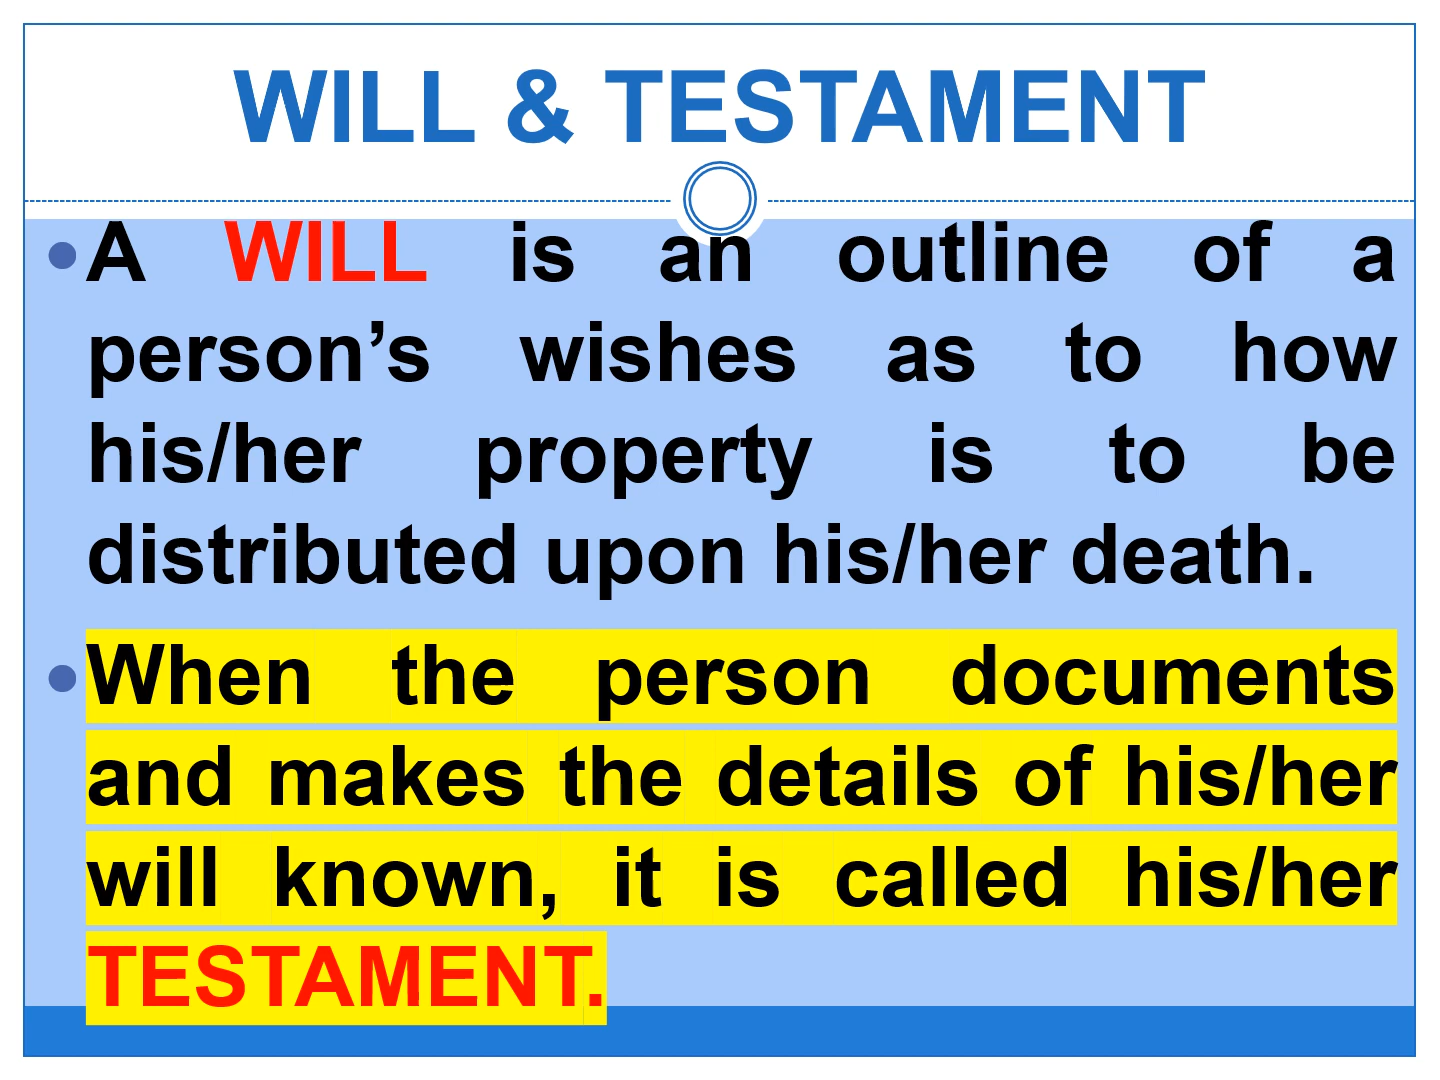 WILL & TESTAMENT
• A WILL is an outline of a
person’s wishes as to how
his/her property is to be
distributed upon his/her death.
• When the person documents
and makes the details of his/her
will known, it is called his/her
TESTAMENT.